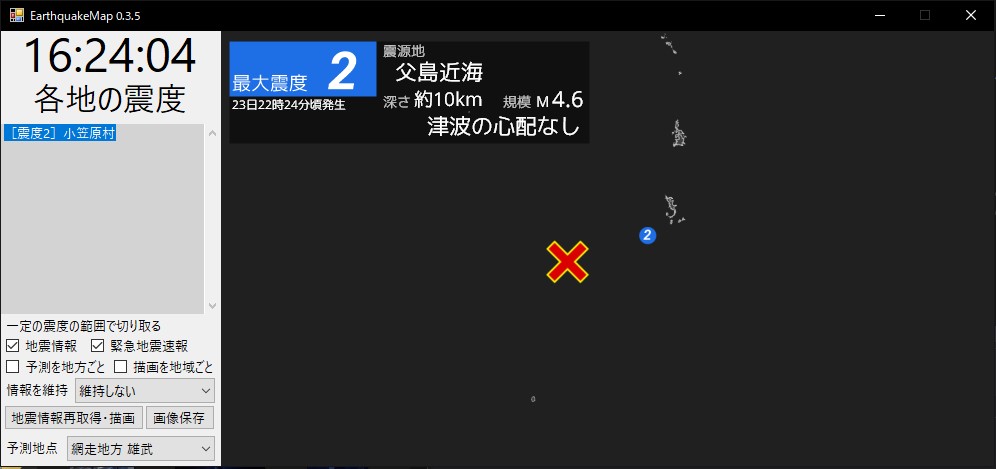 EarthquakeMap 0.3.5
16:24:04
各地の震度
［震度2］小笠原村
一定の震度の範囲で切り取る
地震情報 緊急地震速報
予測を地方ごと 描画を地域ごと
情報を維持 維持しない
地震情報再取得・描画 画像保存
予測地点 網走地方 雄武
最大震度 2
23日22時24分頃発生
震源地
父島近海
深さ 約10km 規模 M4.6
津波の心配なし
2